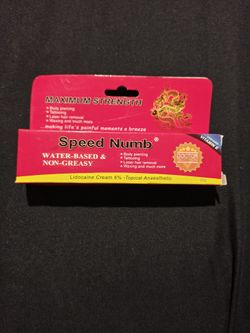 MAXIMUM STRENGTH
• Body piercing
• Tattooing
• Laser hair removal
• Waxing and much more
making life's painful moments a breeze
Speed Numb®
WATER-BASED &
NON-GREASY
• Body piercing
• Tattooing
• Laser hair removal
• Waxing and much more
DOCTOR
Lidocaine Cream 5% - Topical Anaesthetic